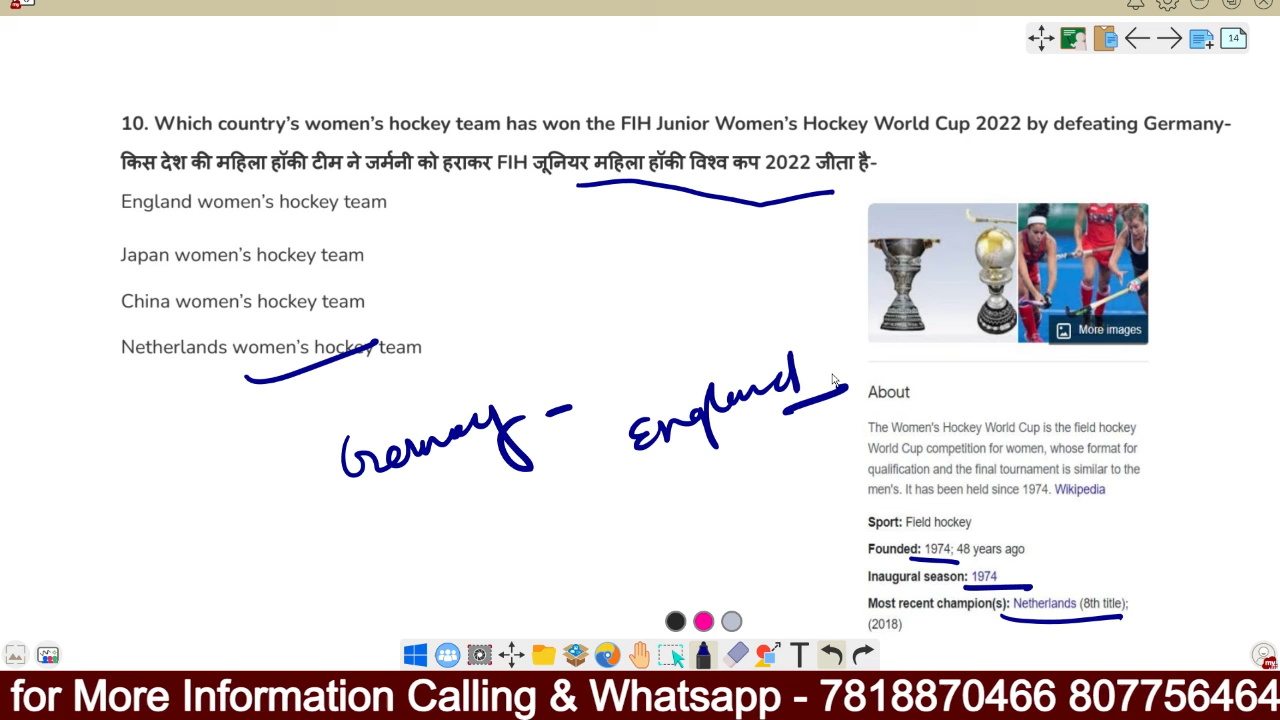 14
10. Which country's women's hockey team has won the FIH Junior Women's Hockey World Cup 2022 by defeating Germany-
किस देश की महिला हॉकी टीम ने जर्मनी को हराकर FIH जूनियर महिला हॉकी विश्व कप 2022 जीता है-
England women's hockey team
Japan women's hockey team
China women's hockey team
Netherlands women's hockey team
Germany - England
More images
About
The Women's Hockey World Cup is the field hockey
World Cup competition for women, whose format for
qualification and the final tournament is similar to the
men's. It has been held since 1974. Wikipedia
Sport: Field hockey
Founded: 1974; 48 years ago
Inaugural season: 1974
Most recent champion(s): Netherlands (8th title);
(2018)
T
for More Information Calling & Whatsapp - 7818870466 807756464